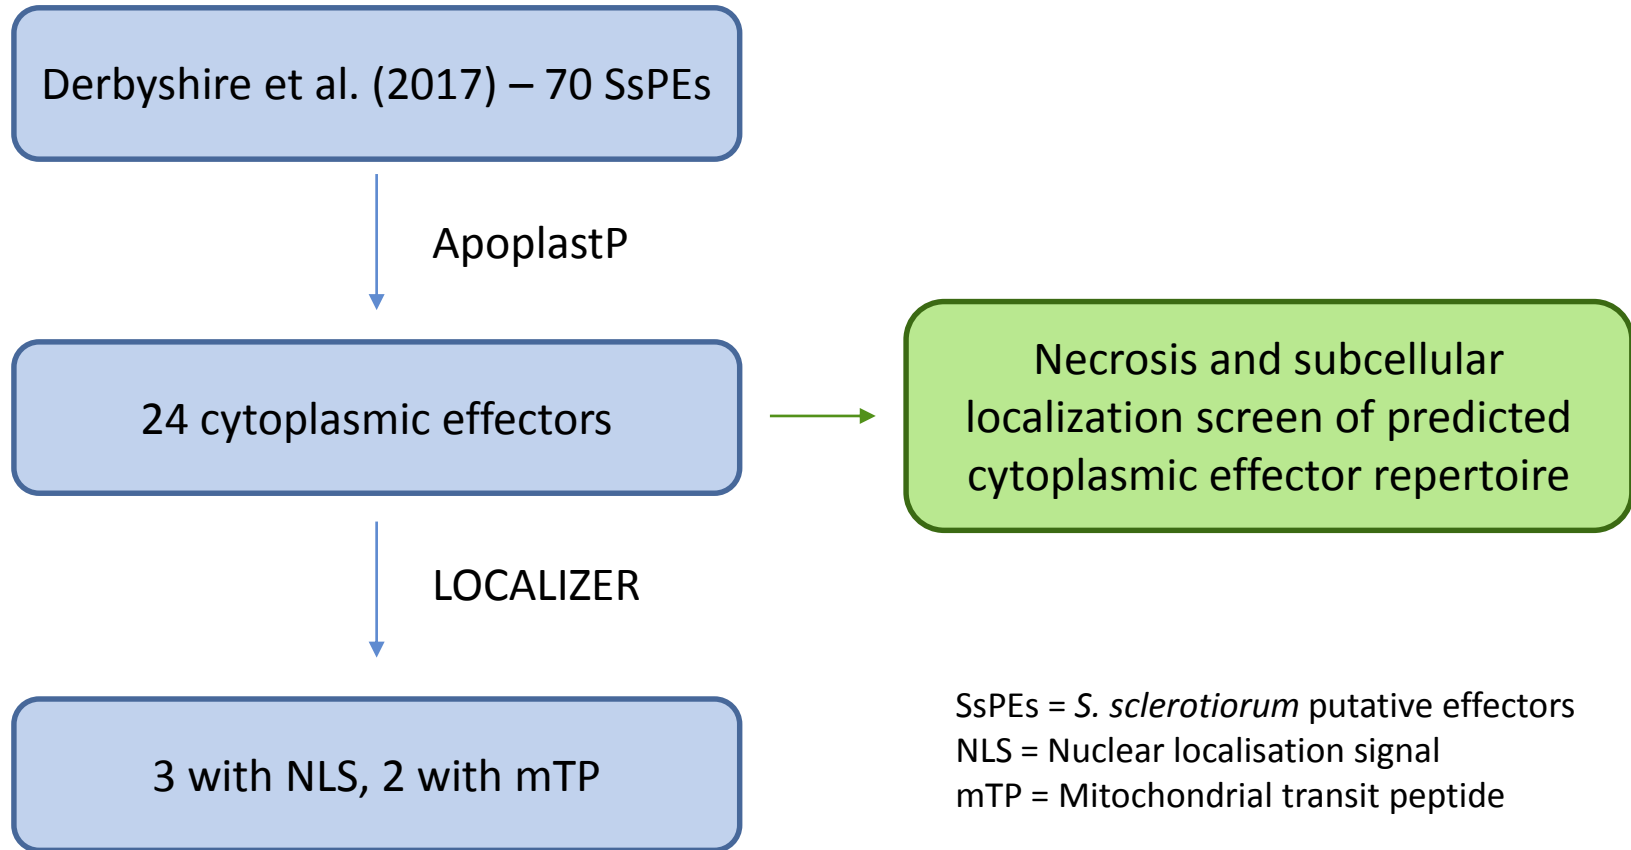 Derbyshire et al. (2017) – 70 SsPEs
ApoplastP
24 cytoplasmic effectors
Necrosis and subcellular
localization screen of predicted
cytoplasmic effector repertoire
LOCALIZER
3 with NLS, 2 with mTP
SsPEs = S. sclerotiorum putative effectors
NLS = Nuclear localisation signal
mTP = Mitochondrial transit peptide